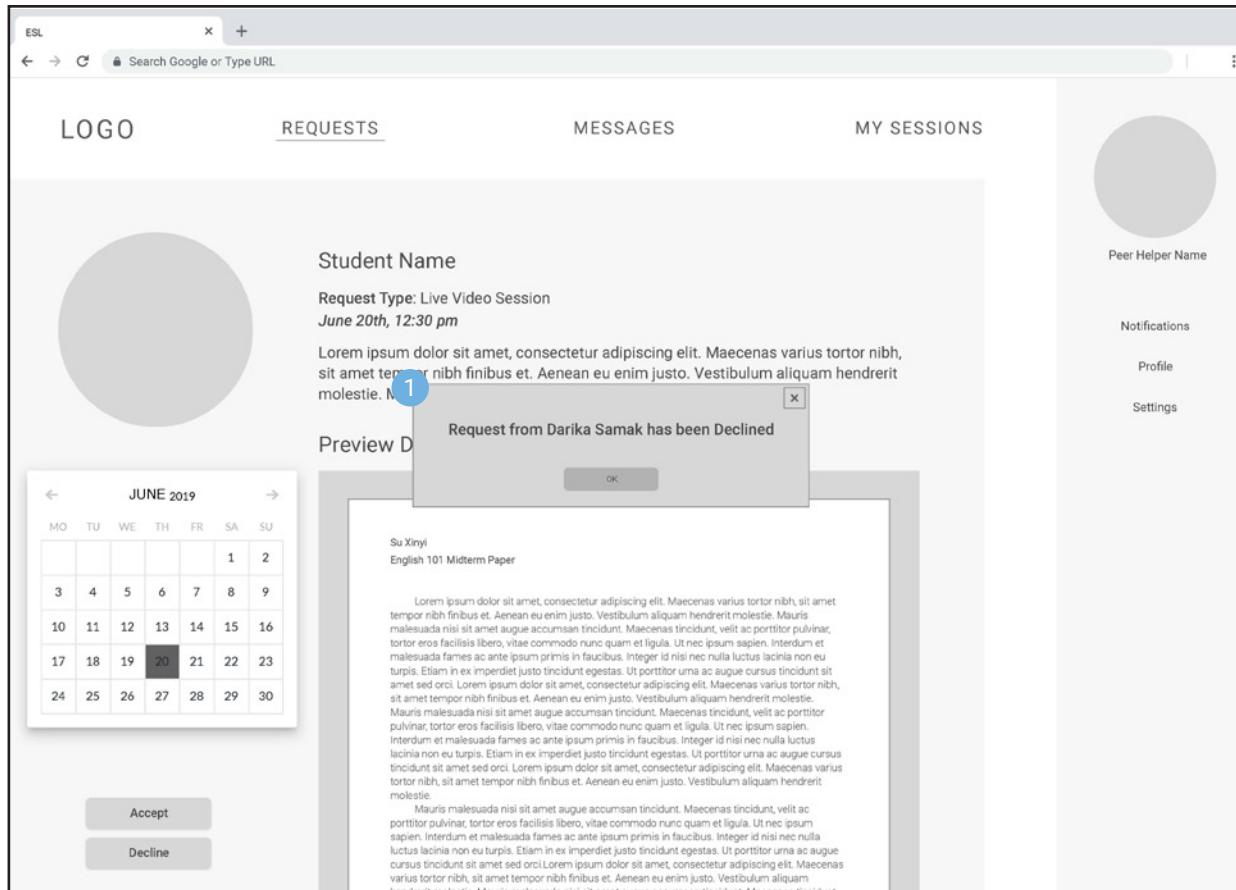 ESL
Search Google or Type URL
LOGO
REQUESTS
MESSAGES
MY SESSIONS
Peer Helper Name
Notifications
Profile
Settings
Student Name
Request Type: Live Video Session
June 20th, 12:30 pm
Lorem ipsum dolor sit amet, consectetur adipiscing elit. Maecenas varius tortor nibh,
sit amet tempor nibh finibus et. Aenean eu enim justo. Vestibulum aliquam hendrerit
molestie.
1
Request from Darika Samak has been Declined
OK
Preview
JUNE 2019
MO TU WE TH FR SA SU
1 2
3 4 5 6 7 8 9
10 11 12 13 14 15 16
17 18 19 20 21 22 23
24 25 26 27 28 29 30
Accept
Decline
Su Xinyi
English 101 Midterm Paper
Lorem ipsum dolor sit amet, consectetur adipiscing elit. Maecenas varius tortor nibh, sit amet
tempor nibh finibus et. Aenean eu enim justo. Vestibulum aliquam hendrerit molestie. Mauris
malesuada nisi sit amet augue accumsan tincidunt. Maecenas tincidunt, velit ac porttitor pulvinar,
tortor eros facilisis libero, vitae commodo nunc quam et ligula. Ut nec ipsum sapien. Interdum et
malesuada fames ac ante ipsum primis in faucibus. Integer id nisi nec nulla luctus lacinia non eu
turpis. Etiam in ex imperdiet justo tincidunt egestas. Ut porttitor urna ac augue cursus tincidunt sit
amet sed orci. Lorem ipsum dolor sit amet, consectetur adipiscing elit. Maecenas varius tortor nibh,
sit amet tempor nibh finibus et. Aenean eu enim justo. Vestibulum aliquam hendrerit molestie.
Mauris malesuada nisi sit amet augue accumsan tincidunt. Maecenas tincidunt, velit ac porttitor
pulvinar, tortor eros facilisis libero, vitae commodo nunc quam et ligula. Ut nec ipsum sapien.
Interdum et malesuada fames ac ante ipsum primis in faucibus. Integer id nisi nec nulla luctus
lacinia non eu turpis. Etiam in ex imperdiet justo tincidunt egestas. Ut porttitor urna ac augue cursus
tincidunt sit amet sed orci. Lorem ipsum dolor sit amet, consectetur adipiscing elit. Maecenas varius
tortor nibh, sit amet tempor nibh finibus et. Aenean eu enim justo. Vestibulum aliquam hendrerit
molestie.
Mauris malesuada nisi sit amet augue accumsan tincidunt. Maecenas tincidunt, velit ac
porttitor pulvinar, tortor eros facilisis libero, vitae commodo nunc quam et ligula. Ut nec ipsum
sapien. Interdum et malesuada fames ac ante ipsum primis in faucibus. Integer id nisi nec nulla
luctus lacinia non eu turpis. Etiam in ex imperdiet justo tincidunt egestas. Ut porttitor urna ac augue
cursus tincidunt sit amet sed orci.Lorem ipsum dolor sit amet, consectetur adipiscing elit. Maecenas
varius tortor nibh, sit amet tempor nibh finibus et. Aenean eu enim justo. Vestibulum aliquam